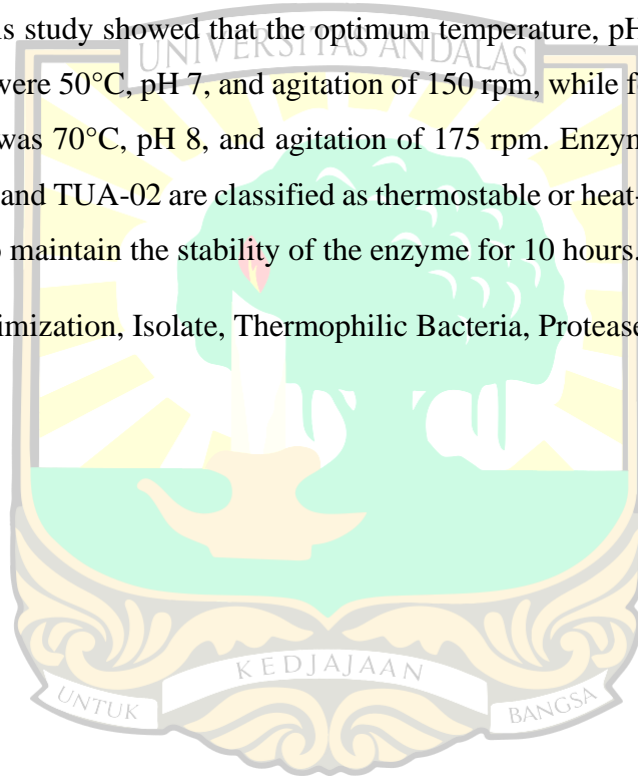 is study showed that the optimum temperature, pH
UNIVERSITAS ANDALAS
were 50°C, pH 7, and agitation of 150 rpm, while f
was 70°C, pH 8, and agitation of 175 rpm. Enzym
and TUA-02 are classified as thermostable or heat-
o maintain the stability of the enzyme for 10 hours.
imization, Isolate, Thermophilic Bacteria, Protease
KEDJAJAAN
UNTUK
BANGSA